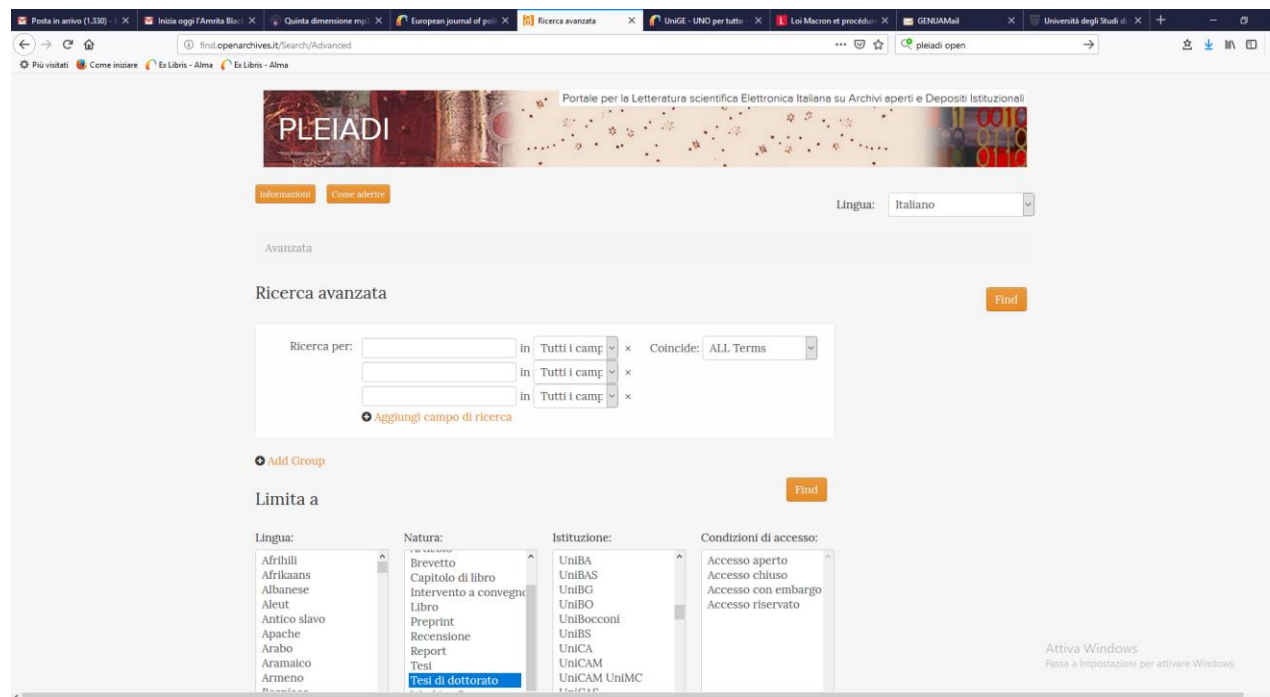 Posta in arrivo (1.330) -
Inizia oggi l'Amrita Blac
Quinta dimensione mp
European journal of pol
Ricerca avanzata
UniGE - UNO per tutto -
Loi Macron et procédur
GENUAMail
Università degli Studi di
find.openarchives.it/Search/Advanced
pleiadi open
Più visitati Come iniziare Ex Libris - Alma Ex Libris - Alma
Portale per la Letteratura scientifica Elettronica Italiana su Archivi aperti e Depositi Istituzionali
PLEIADI
Informazioni Come aderire
Lingua: Italiano
Avanzata
Ricerca avanzata
Find
Ricerca per: in Tutti i camp × Coincide: ALL Terms
in Tutti i camp ×
in Tutti i camp ×
Aggiungi campo di ricerca
Add Group
Find
Limita a
Lingua:
Afrihili
Afrikaans
Albanese
Aleut
Antico slavo
Apache
Arabo
Aramaico
Armeno
Natura:
Articolo
Brevetto
Capitolo di libro
Intervento a convegno
Libro
Preprint
Recensione
Report
Tesi
Tesi di dottorato
Istituzione:
UniBA
UniBAS
UniBG
UniBO
UniBocconi
UniBS
UniCA
UniCAM
UniCAM UniMC
Condizioni di accesso:
Accesso aperto
Accesso chiuso
Accesso con embargo
Accesso riservato
Attiva Windows
Passa a Impostazioni per attivare Windows.